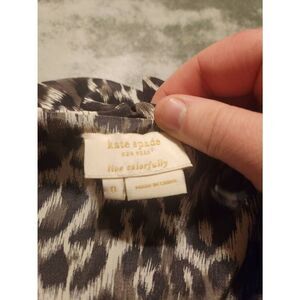 kate spade
NEW YORK
live colorfully
0
MADE IN CHINA